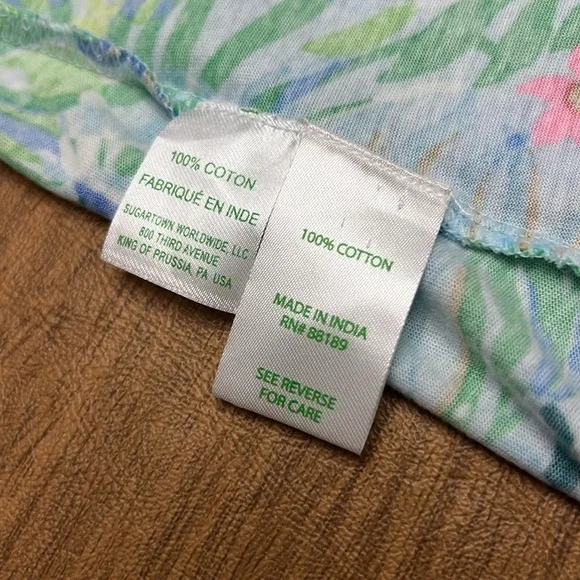 100% COTON
FABRIQUÉ EN INDE
SUGARTOWN WORLDWIDE, LLC
800 THIRD AVENUE
KING OF PRUSSIA, PA USA
100% COTTON
MADE IN INDIA
RN# 88189
SEE REVERSE
FOR CARE